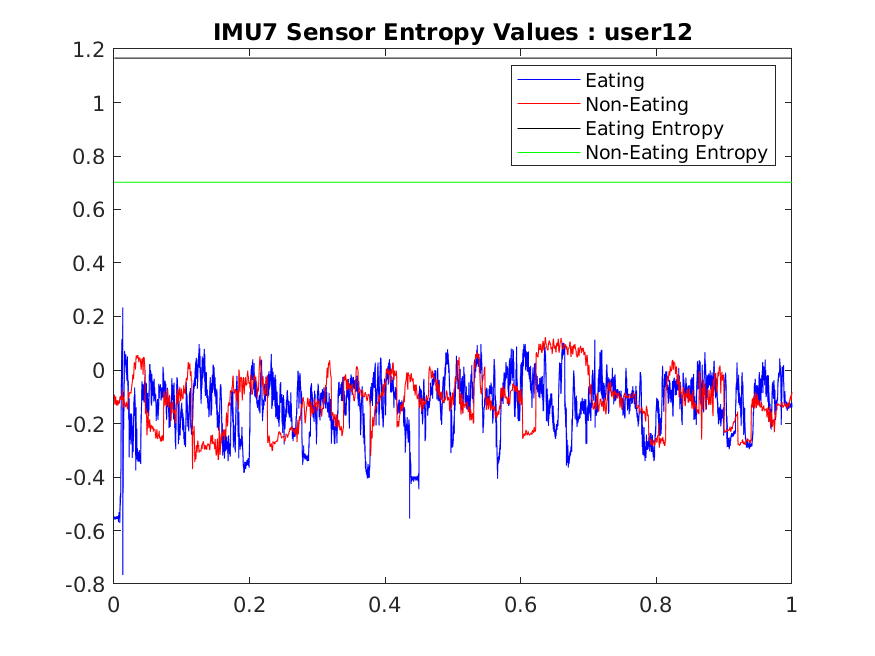 IMU7 Sensor Entropy Values : user12
1.2
1
0.8
0.6
0.4
0.2
0
-0.2
-0.4
-0.6
-0.8
Eating
Non-Eating
Eating Entropy
Non-Eating Entropy
0 0.2 0.4 0.6 0.8 1